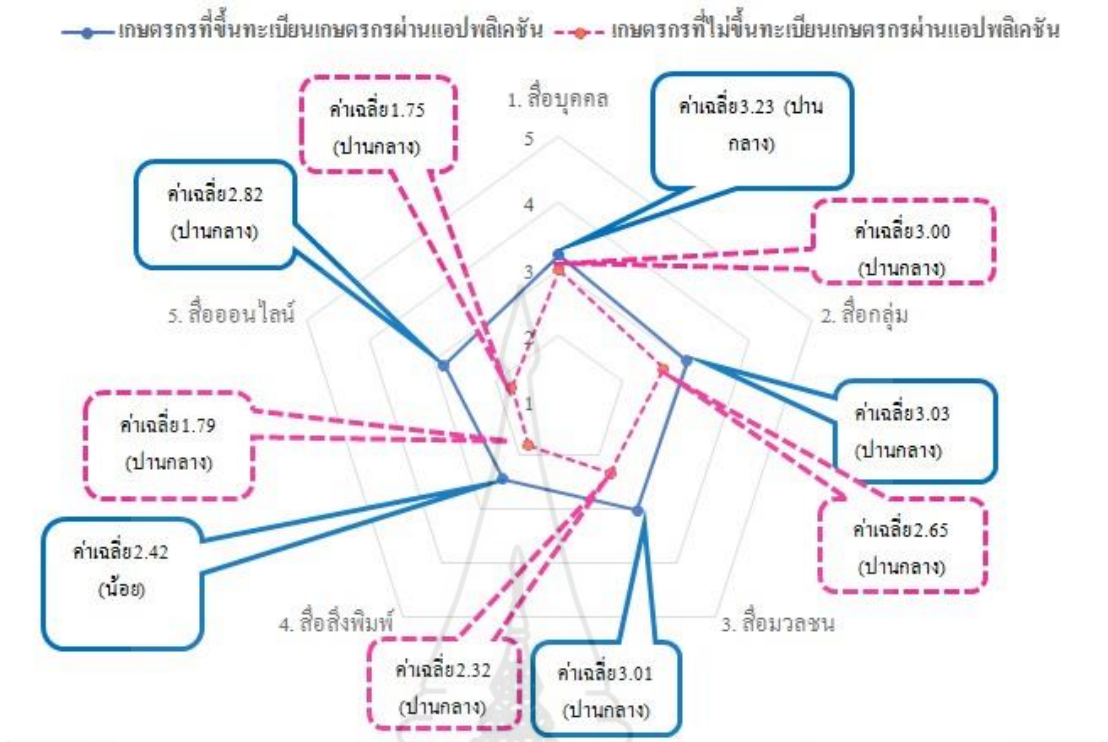 เกษตรกรที่ขึ้นทะเบียนเกษตรกรผ่านแอปพลิเคชัน
เกษตรกรที่ไม่ขึ้นทะเบียนเกษตรกรผ่านแอปพลิเคชัน
ค่าเฉลี่ย1.75
(ปานกลาง)
1. สื่อบุคคล
ค่าเฉลี่ย3.23 (ปาน
กลาง)
5
4
3
2
1
ค่าเฉลี่ย2.82
(ปานกลาง)
ค่าเฉลี่ย3.00
(ปานกลาง)
5. สื่อออนไลน์
2. สื่อกลุ่ม
ค่าเฉลี่ย1.79
(ปานกลาง)
ค่าเฉลี่ย3.03
(ปานกลาง)
ค่าเฉลี่ย2.42
(น้อย)
ค่าเฉลี่ย2.65
(ปานกลาง)
4. สื่อสิ่งพิมพ์
3. สื่อมวลชน
ค่าเฉลี่ย2.32
(ปานกลาง)
ค่าเฉลี่ย3.01
(ปานกลาง)